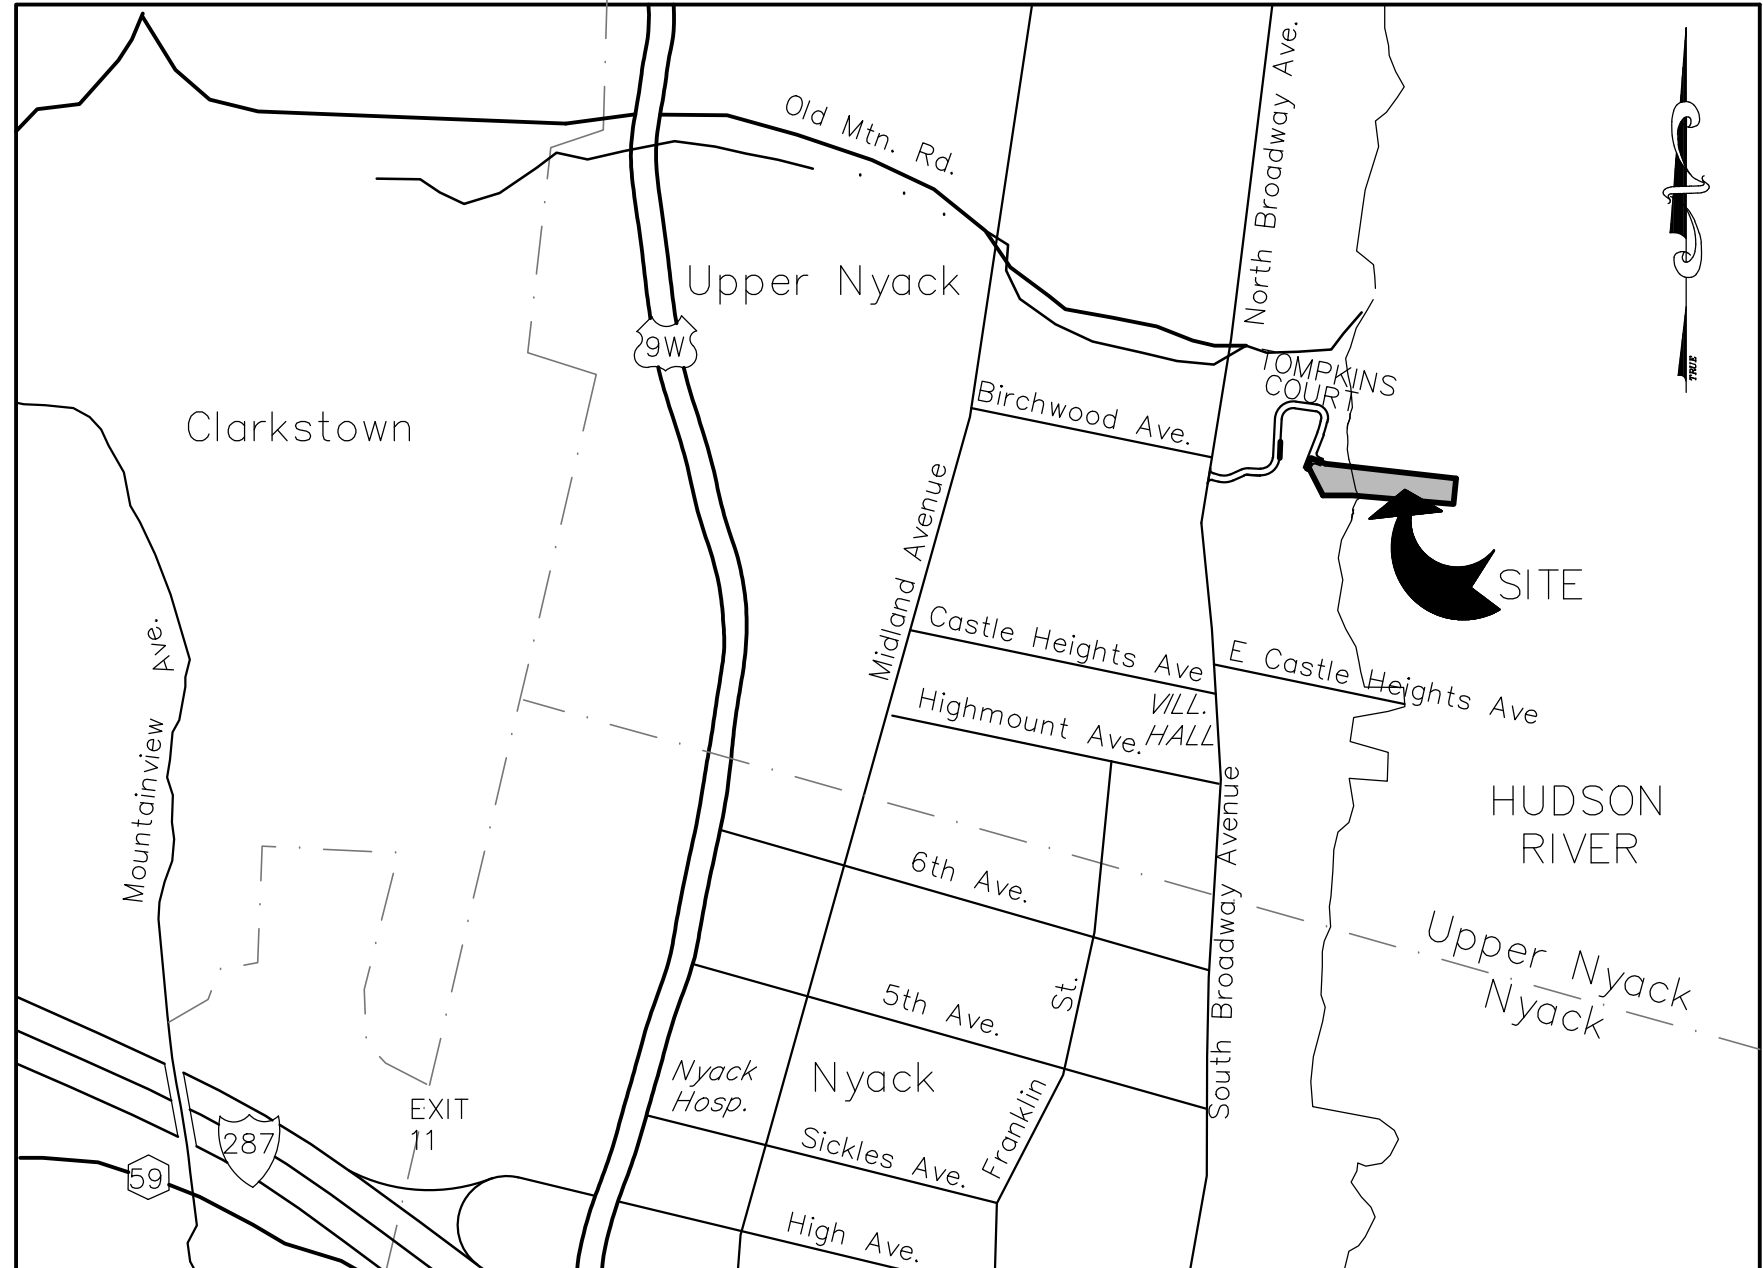 Old Mtn. Rd.
North Broadway Ave.
Upper Nyack
9W
TRUE
TOMPKINS
COURT
Birchwood Ave.
Clarkstown
Midland Avenue
SITE
Castle Heights Ave
E Castle Heights Ave
Mountainview Ave.
Highmount Ave.
VILL.
HALL
HUDSON
RIVER
South Broadway Avenue
6th Ave.
Upper Nyack
Nyack
5th Ave.
Franklin St.
Nyack
Hosp.
Nyack
EXIT
11
287
59
Sickles Ave.
High Ave.